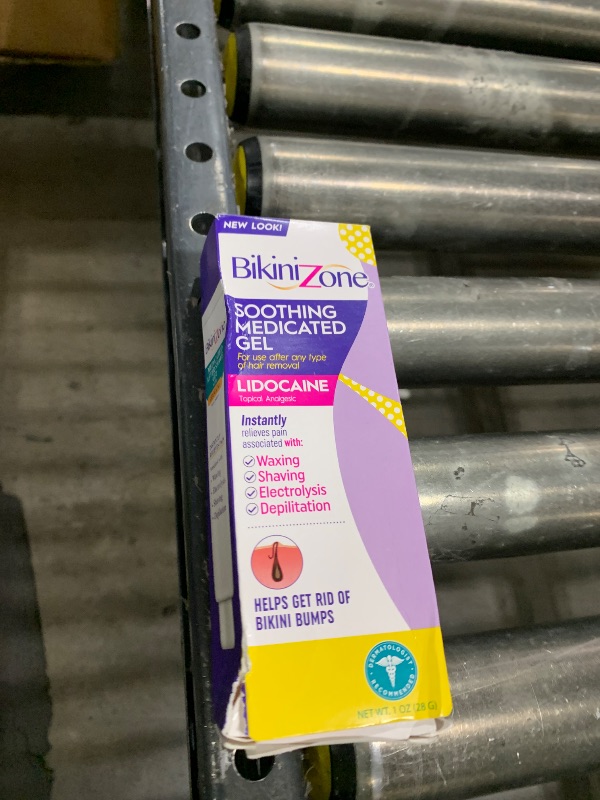 NEW LOOK!
BikiniZone
SOOTHING
MEDICATED
GEL
For use after any type
of hair removal
LIDOCAINE
Topical Analgesic
Instantly
relieves pain
associated with:
Waxing
Shaving
Electrolysis
Depilitation
HELPS GET RID OF
BIKINI BUMPS
DERMATOLOGIST
RECOMMENDED
NET WT. 1 OZ (28 G)
BikiniZone